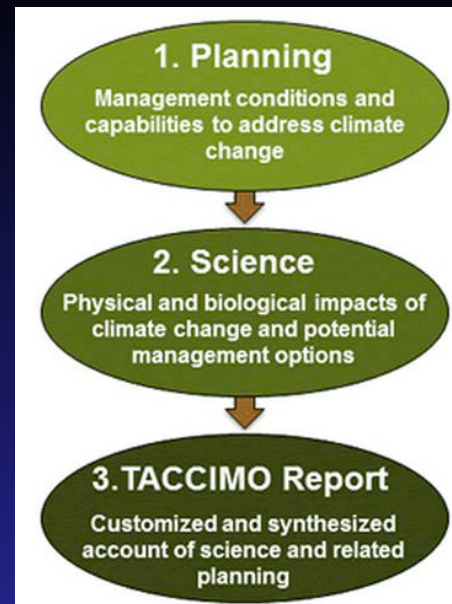 1. Planning
Management conditions and
capabilities to address climate
change
2. Science
Physical and biological impacts of
climate change and potential
management options
3.TACCIMO Report
Customized and synthesized
account of science and related
planning